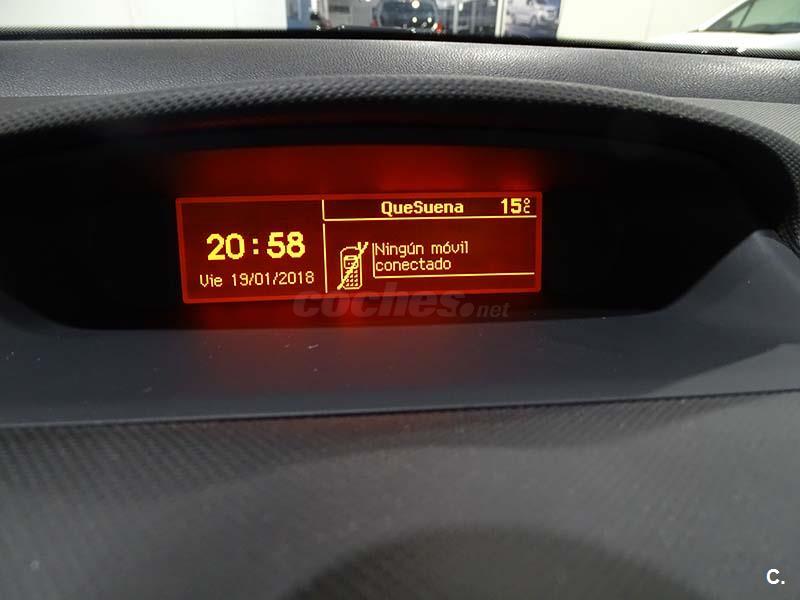 QueSuena 15°C
20:58
Vie 19/01/2018
Ningún móvil
conectado
coches.net
C.